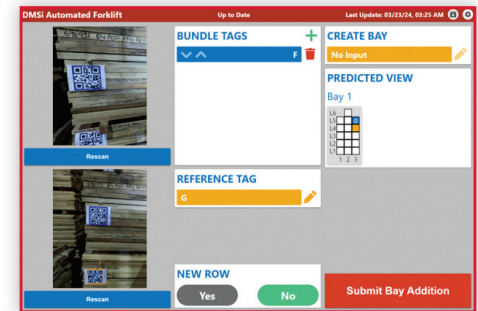 DMSi Automated Forklift
Up to Date
Last Update: 03/23/24, 03:25 AM
Rescan
BUNDLE TAGS
F
CREATE BAY
No Input
PREDICTED VIEW
Bay 1
L6
L5
L4
L3
L2
L1
1 2 3
Rescan
REFERENCE TAG
G
NEW ROW
Yes
No
Submit Bay Addition